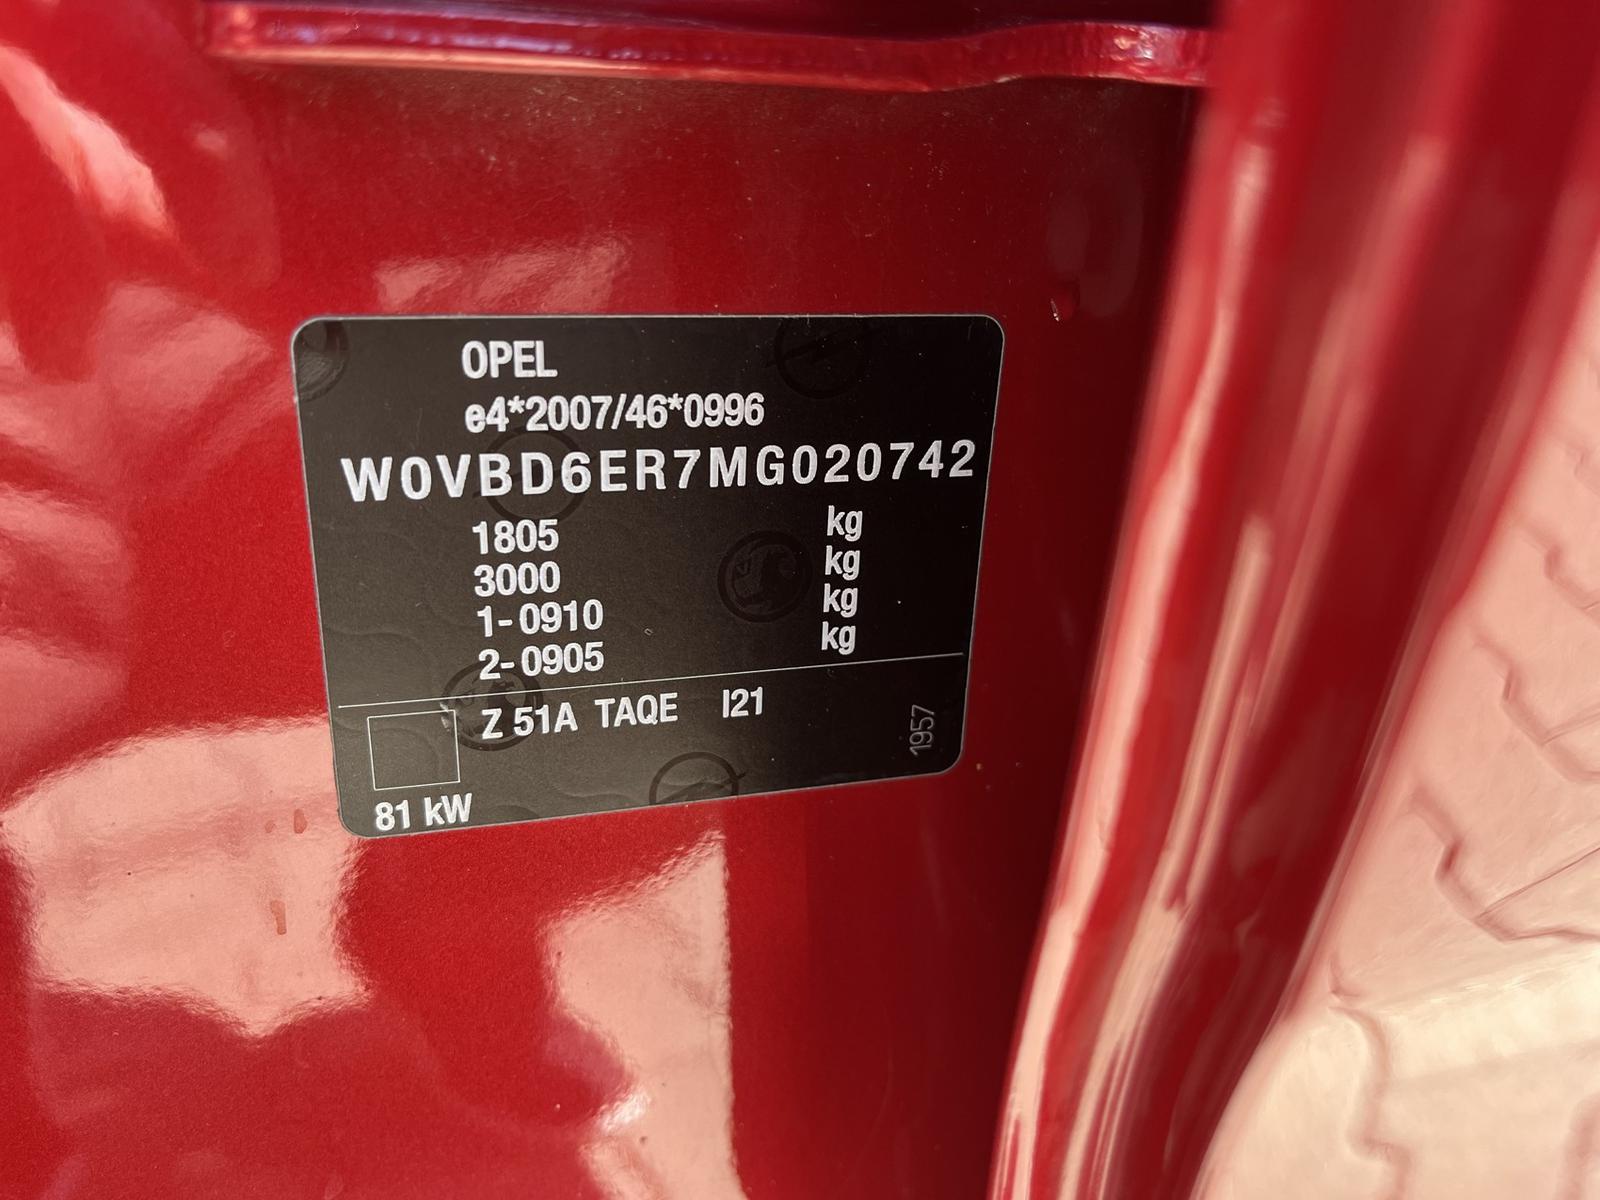 OPEL
e4*2007/46*0996
W0VBD6ER7MG020742
1805 kg
3000 kg
1-0910 kg
2-0905 kg
Z 51A TAQE I21
1957
81 kW